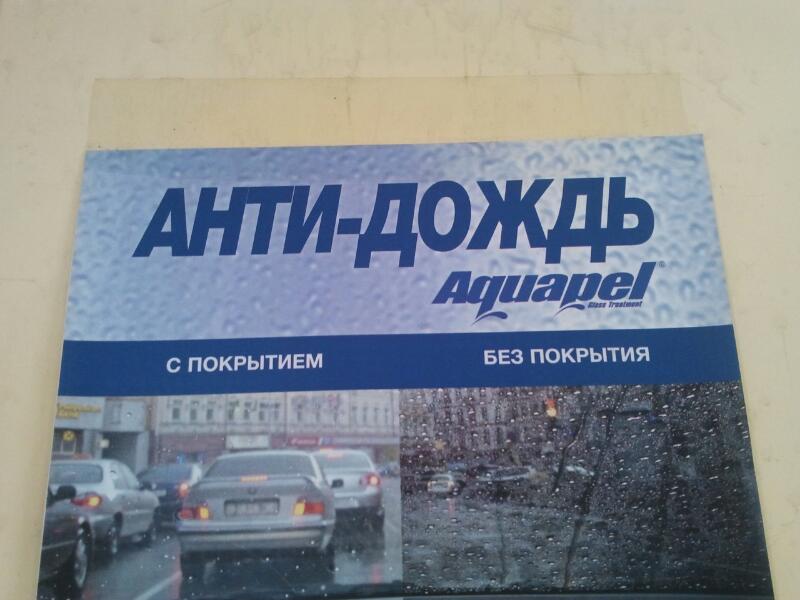 АНТИ-ДОЖДЬ
Aquapel®
Glass Treatment
С ПОКРЫТИЕМ
БЕЗ ПОКРЫТИЯ